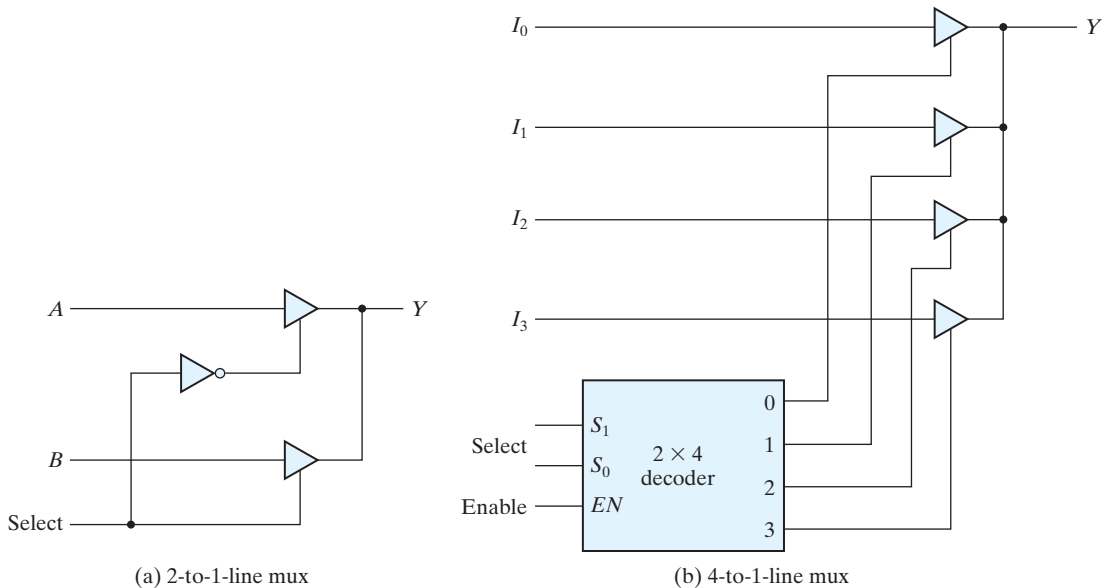 A
Y
B
Select
(a) 2-to-1-line mux
I₀
Y
I₁
I₂
I₃
Select
Enable
S₁
S₀
EN
2 × 4
decoder
0
1
2
3
(b) 4-to-1-line mux